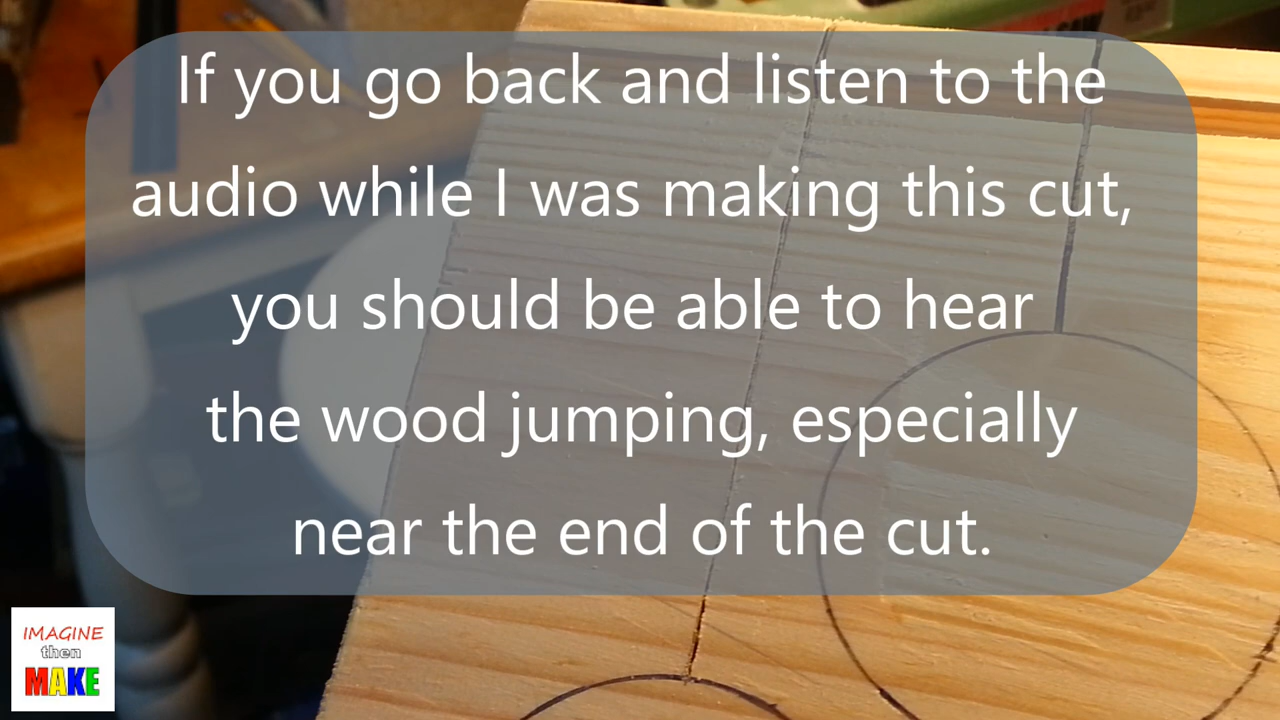 If you go back and listen to the
audio while I was making this cut,
you should be able to hear
the wood jumping, especially
near the end of the cut.
IMAGINE
then
MAKE